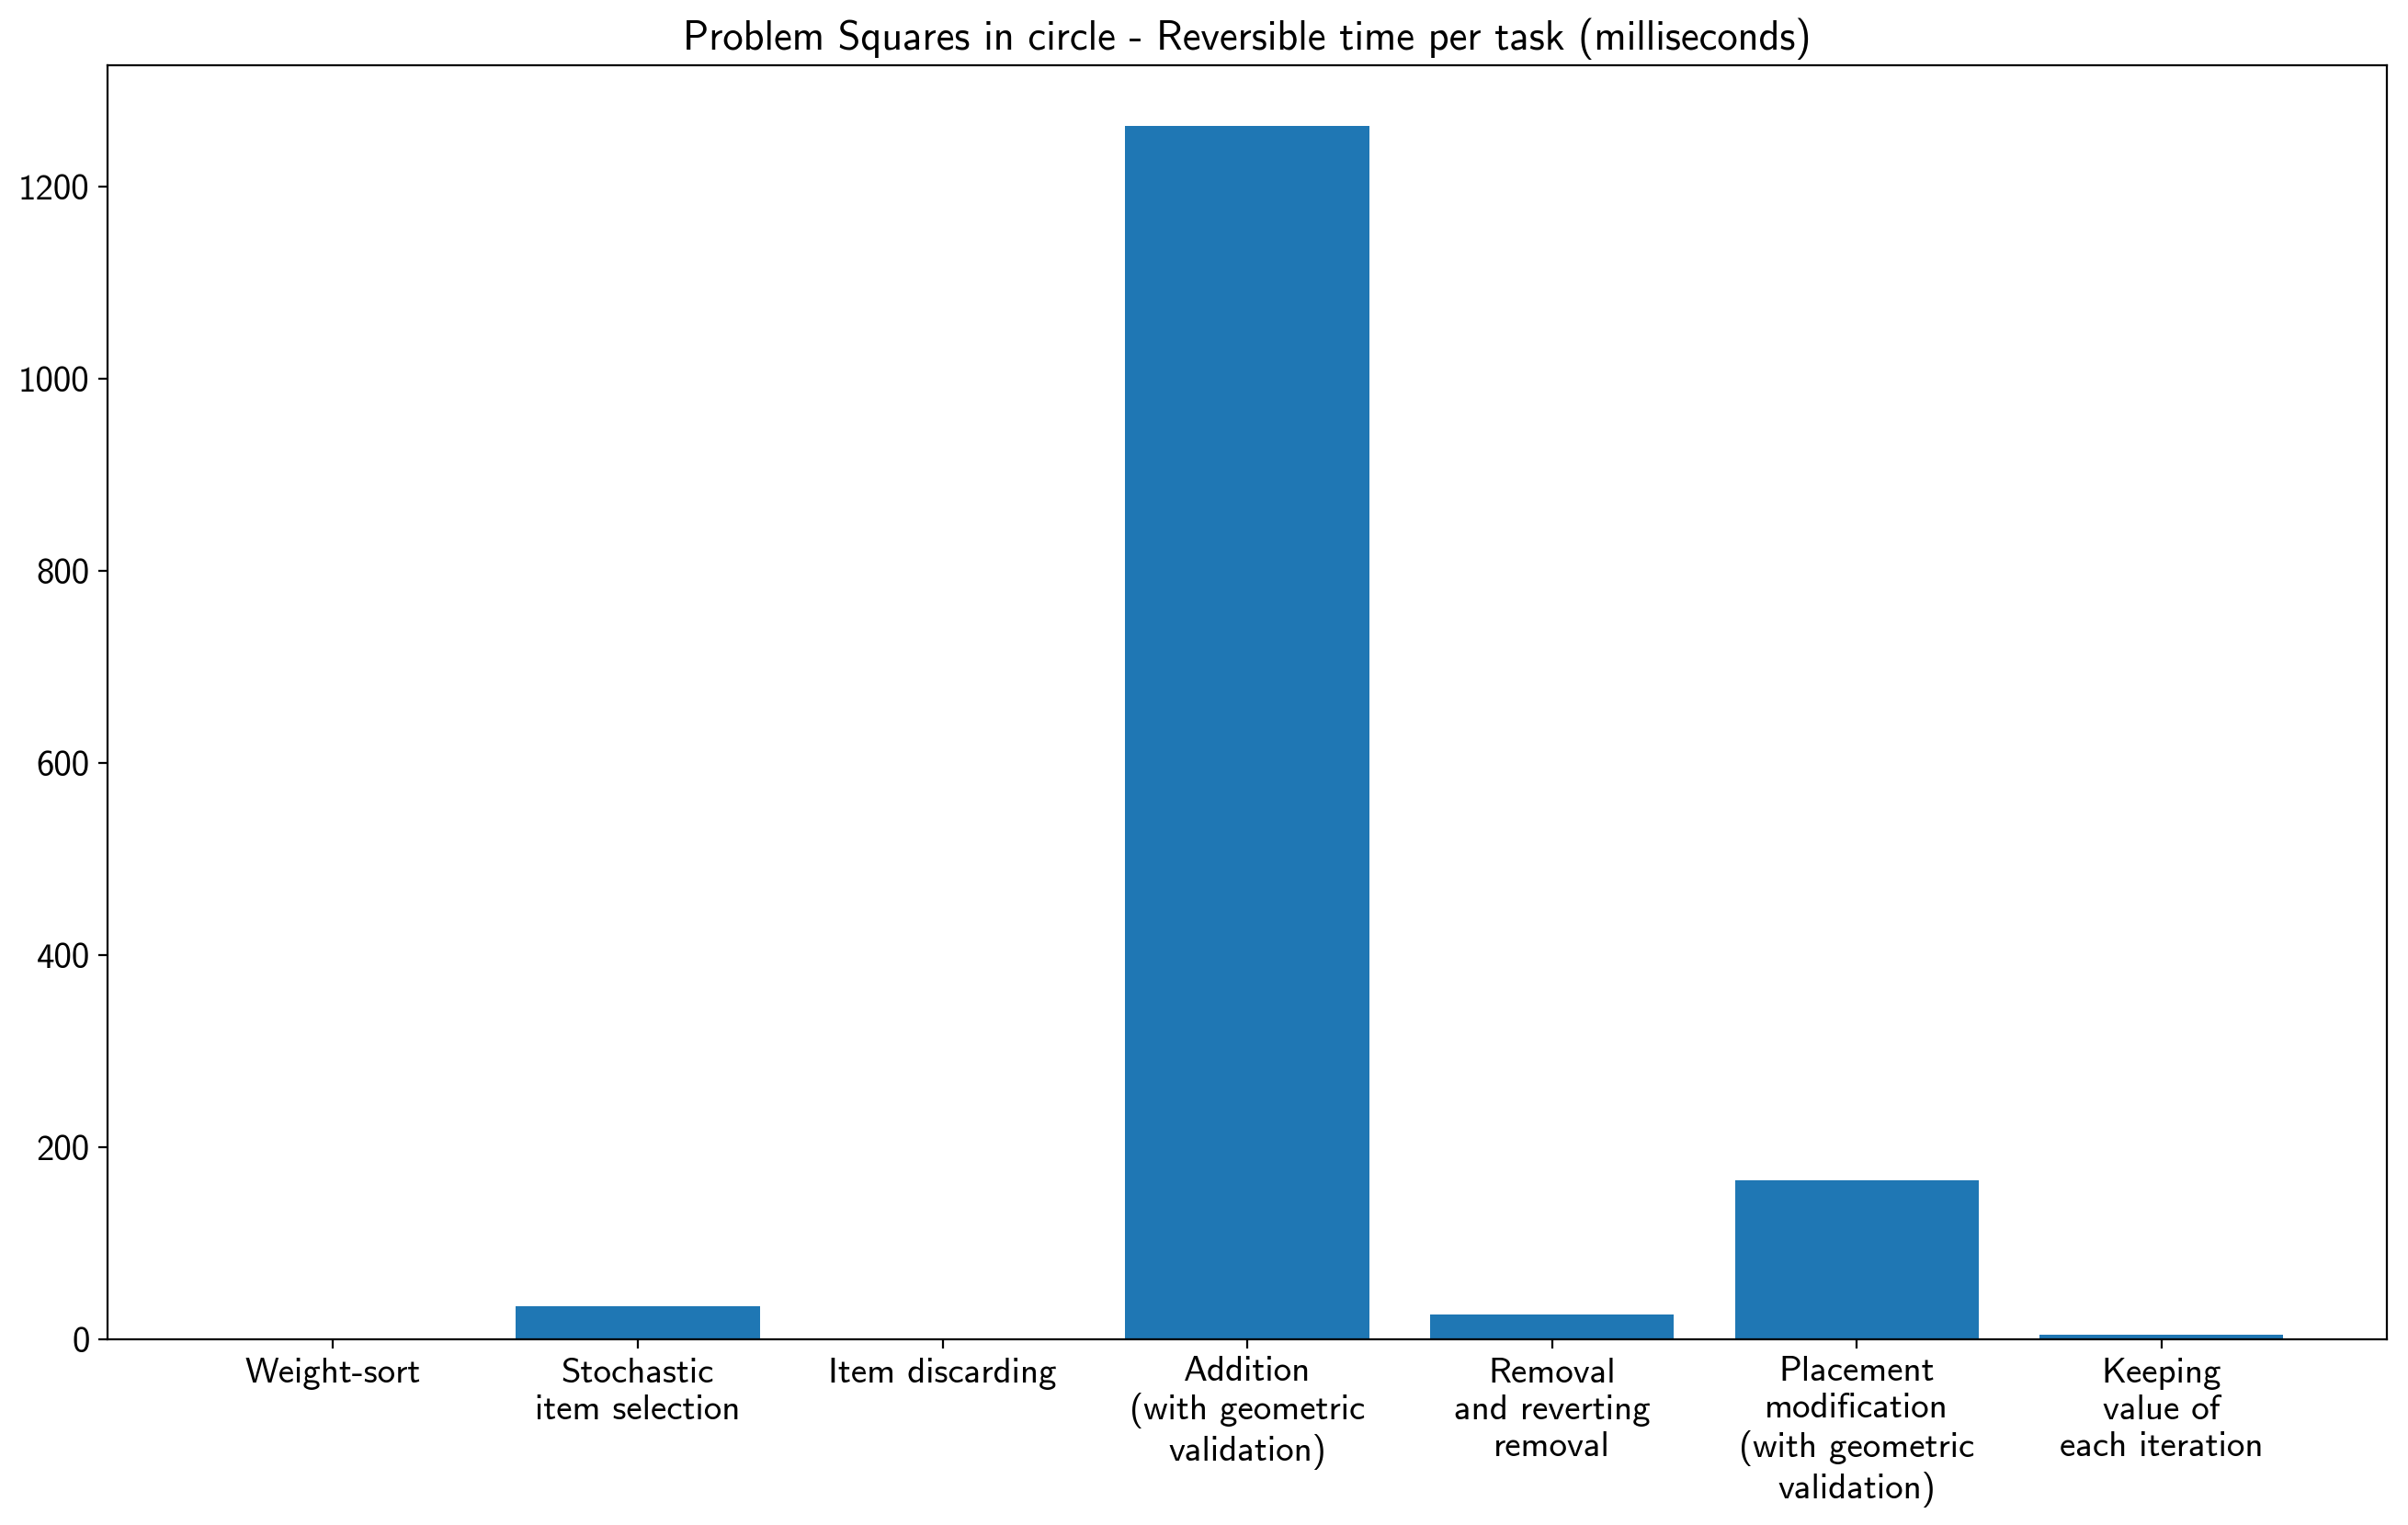 Problem Squares in circle - Reversible time per task (milliseconds)
1200
1000
800
600
400
200
0
Weight-sort
Stochastic
item selection
Item discarding
Addition
(with geometric
validation)
Removal
and reverting
removal
Placement
modification
(with geometric
validation)
Keeping
value of
each iteration